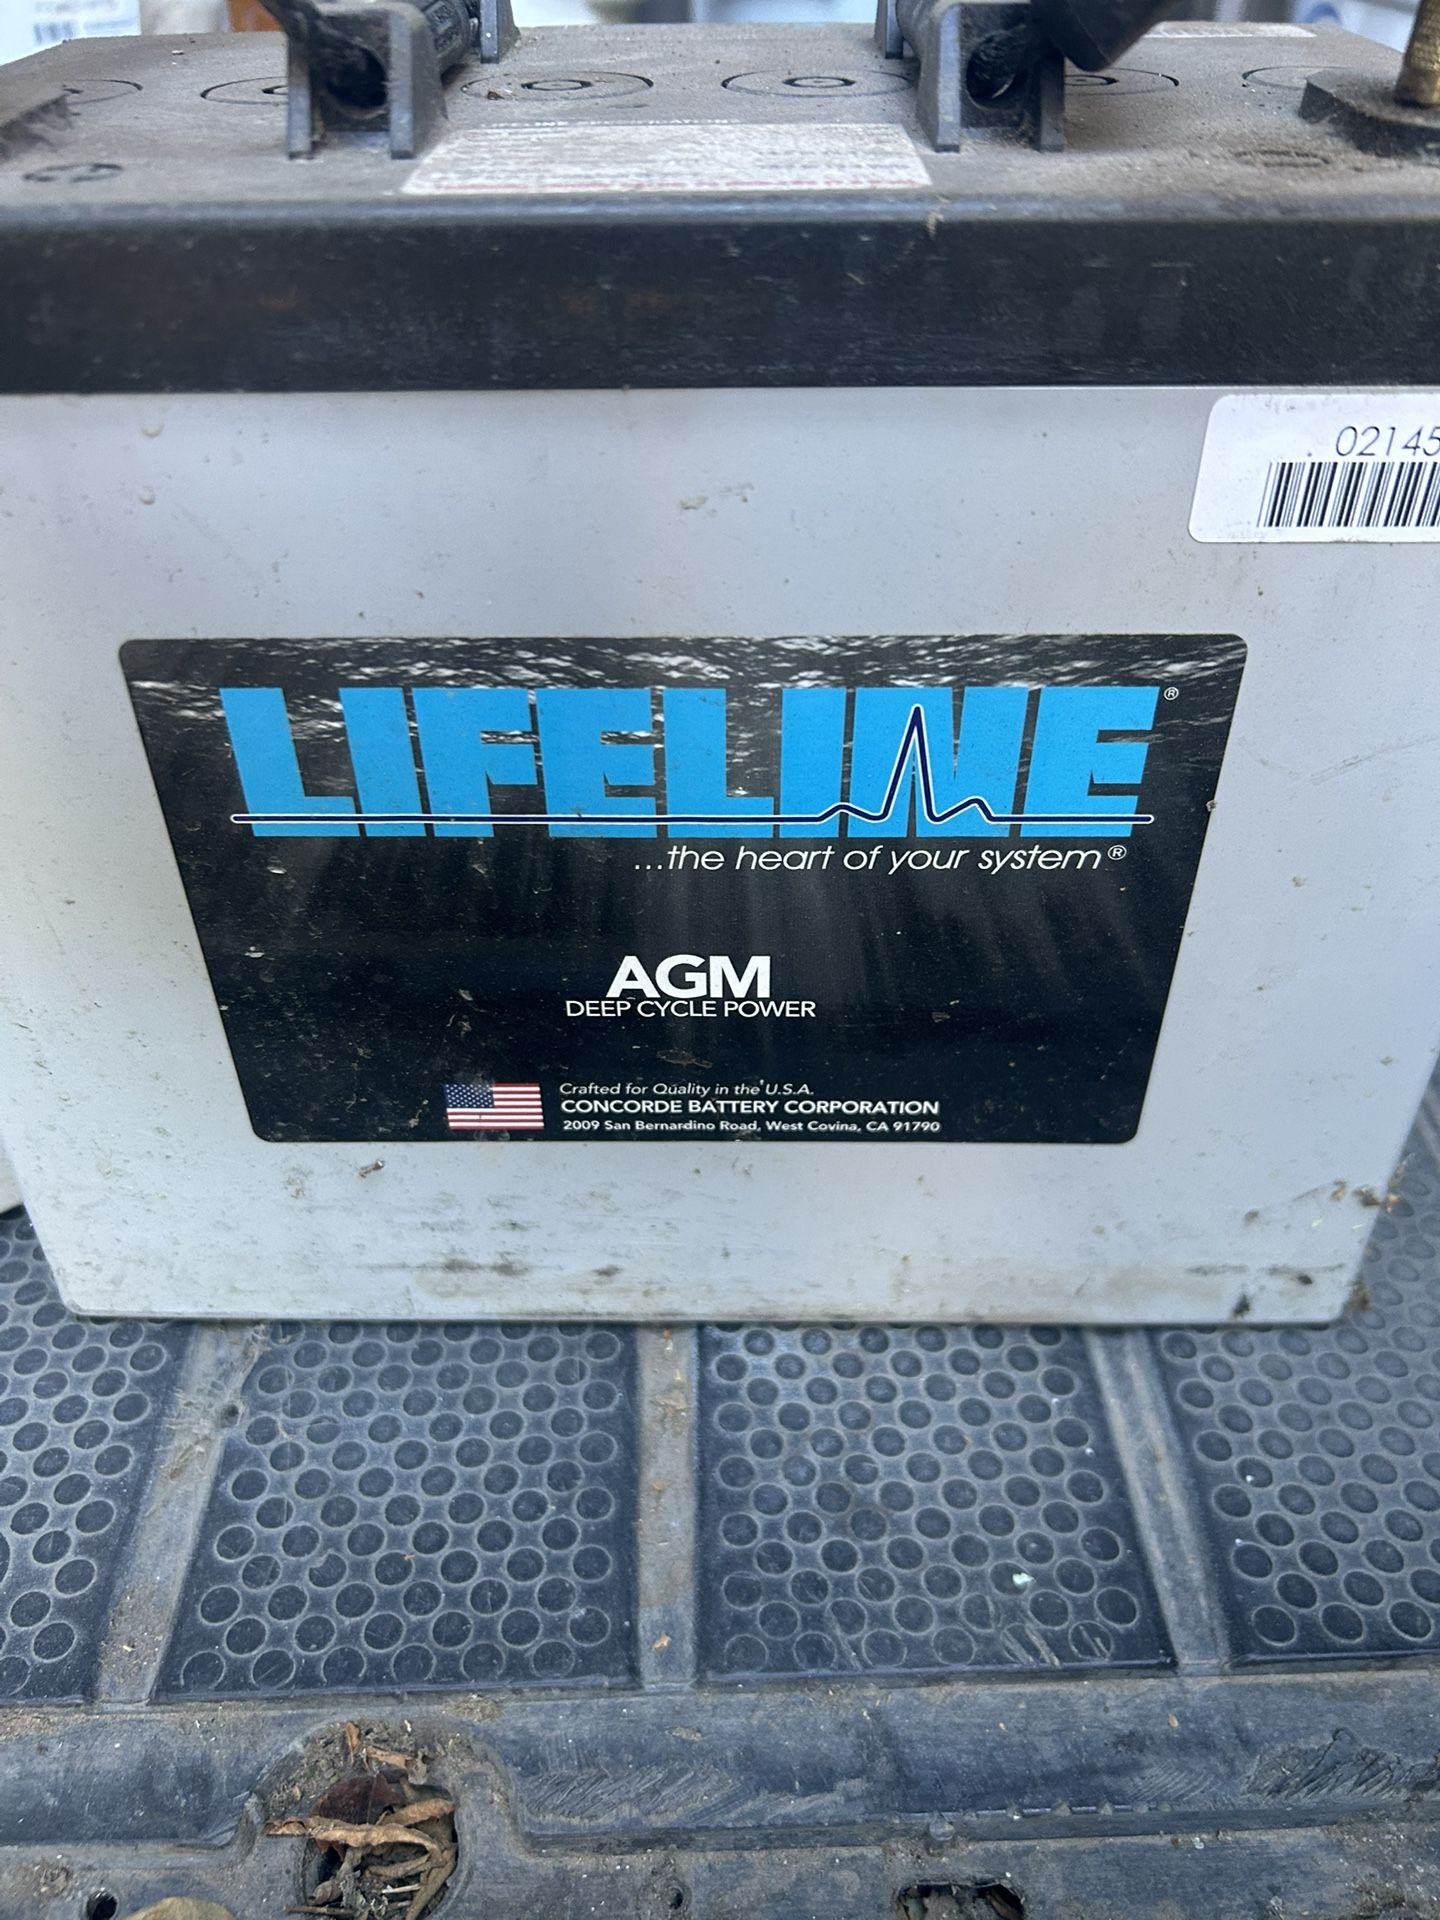 02145
LIFELINE®
...the heart of your system®
AGM
DEEP CYCLE POWER
Crafted for Quality in the U.S.A.
CONCORDE BATTERY CORPORATION
2009 San Bernardino Road, West Covina, CA 91790